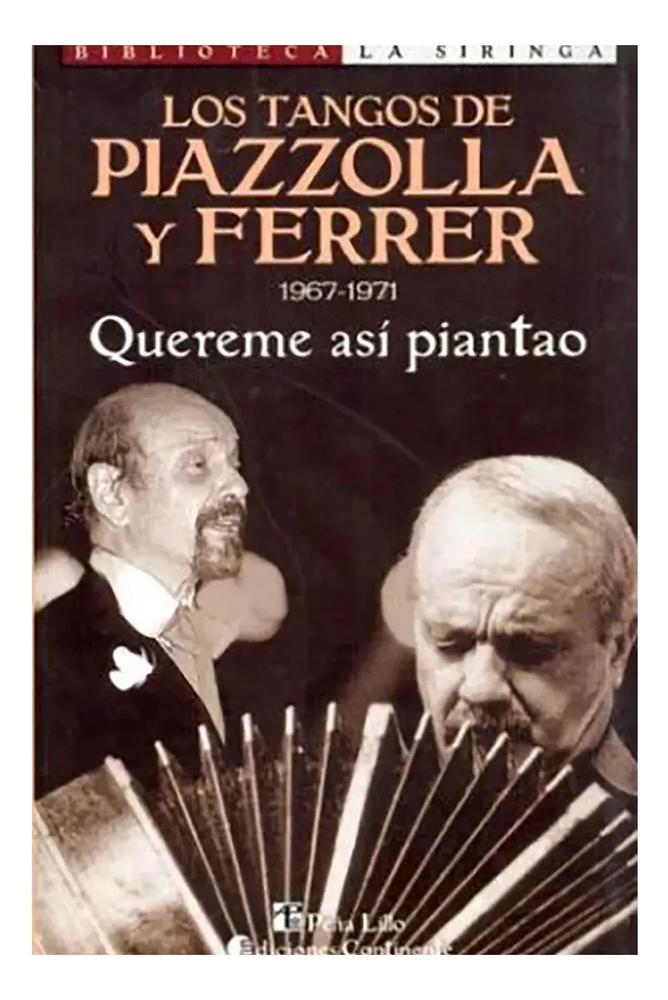 BIBLIOTECA LA SIRINGA
LOS TANGOS DE
PIAZZOLLA
Y FERRER
1967-1971
Quereme así piantao
Peña Lillo
Ediciones Continente